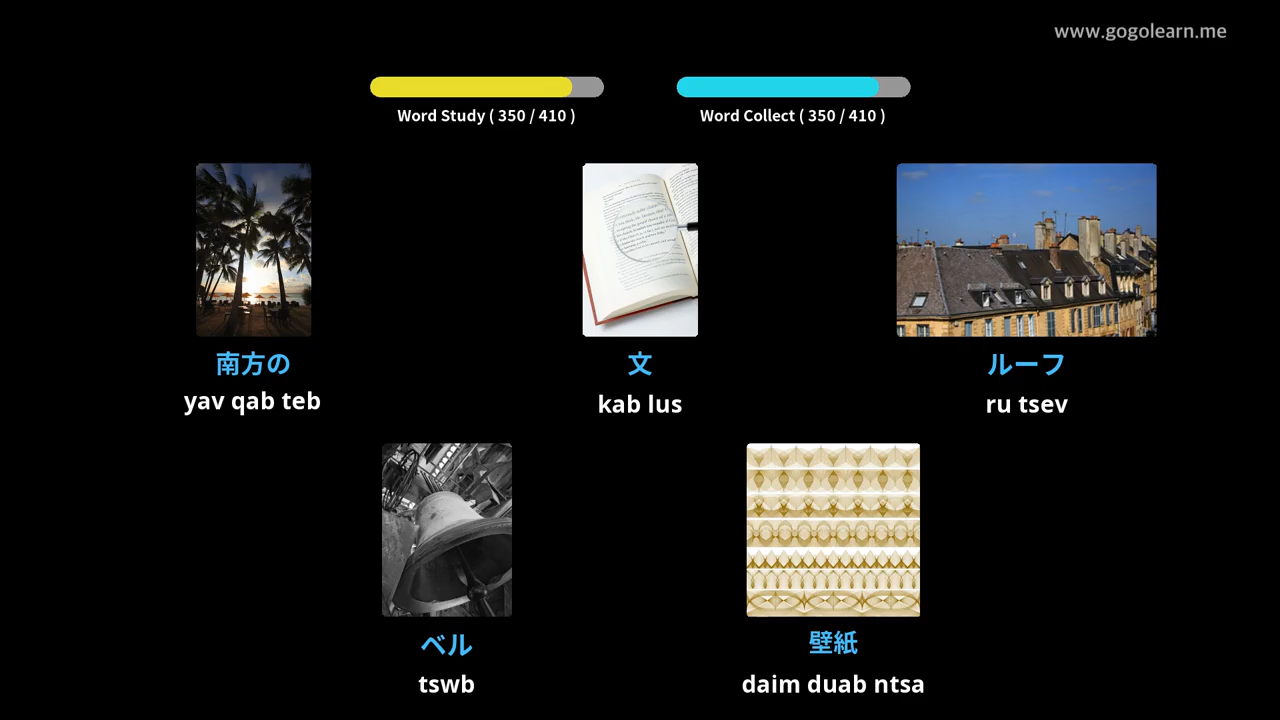 www.gogolearn.me
Word Study ( 350 / 410 )
Word Collect ( 350 / 410 )
南方の
yav qab teb
文
kab lus
ルーフ
ru tsev
ベル
tswb
壁紙
daim duab ntsa